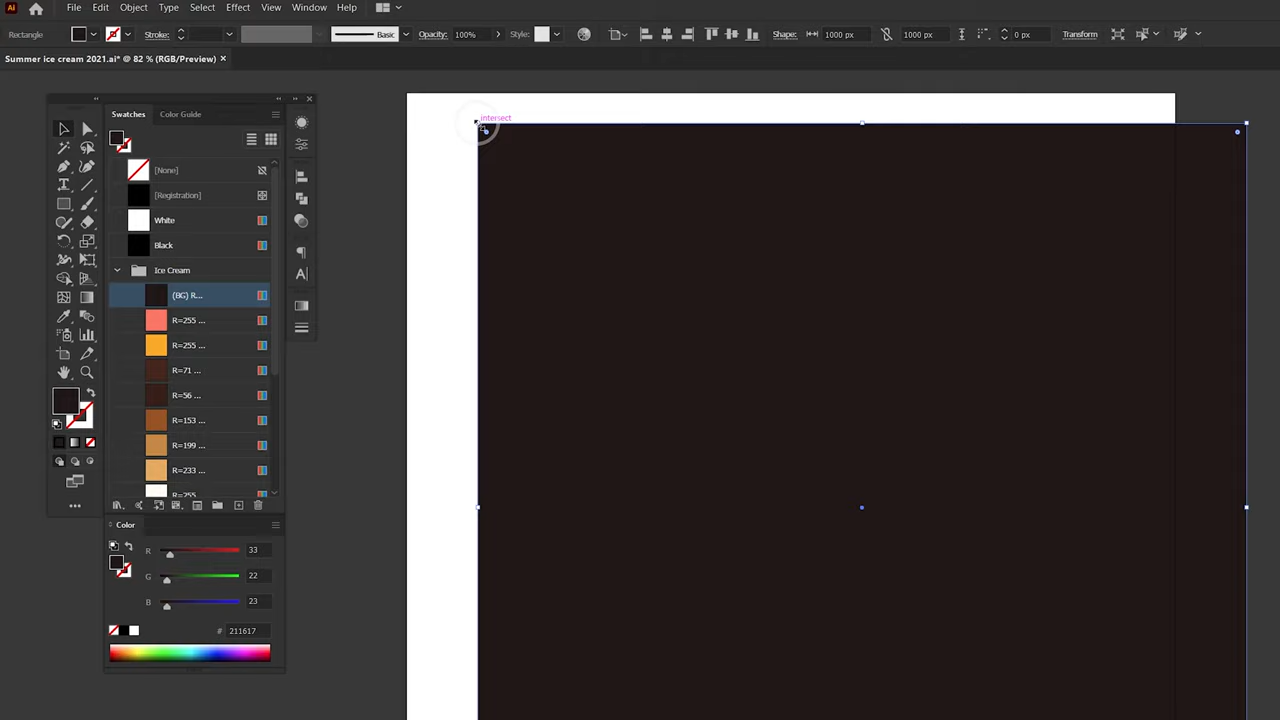 Ai File Edit Object Type Select Effect View Window Help
Rectangle Stroke: Basic Opacity: 100% Style: Shape: 1000 px 1000 px 0 px Transform
Summer ice cream 2021.ai* @ 82 % (RGB/Preview) ×
Swatches Color Guide
[None]
[Registration]
White
Black
Ice Cream
(BG) R...
R=255 ...
R=255 ...
R=71 ...
R=56 ...
R=153 ...
R=199 ...
R=233 ...
R=255
Color
R 33
G 22
B 23
# 211617
intersect